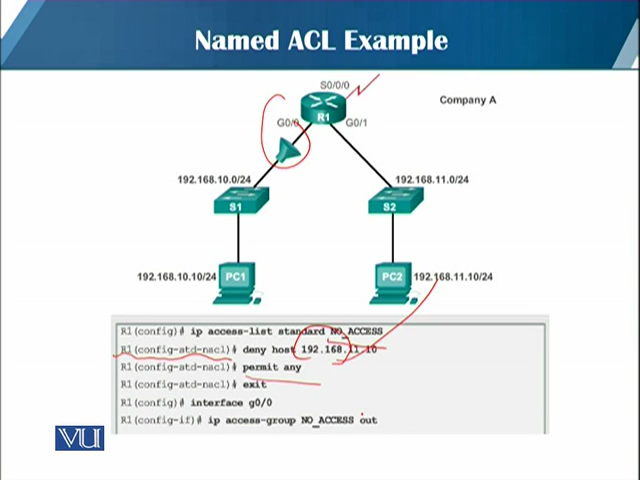 Named ACL Example
S0/0/0
Company A
R1
G0/0
G0/1
192.168.10.0/24
192.168.11.0/24
S1
S2
192.168.10.10/24
PC1
PC2
192.168.11.10/24
R1(config)# ip access-list standard NO_ACCESS
R1(config-std-nacl)# deny host 192.168.11.10
R1(config-std-nacl)# permit any
R1(config-std-nacl)# exit
R1(config)# interface g0/0
R1(config-if)# ip access-group NO_ACCESS out
VU